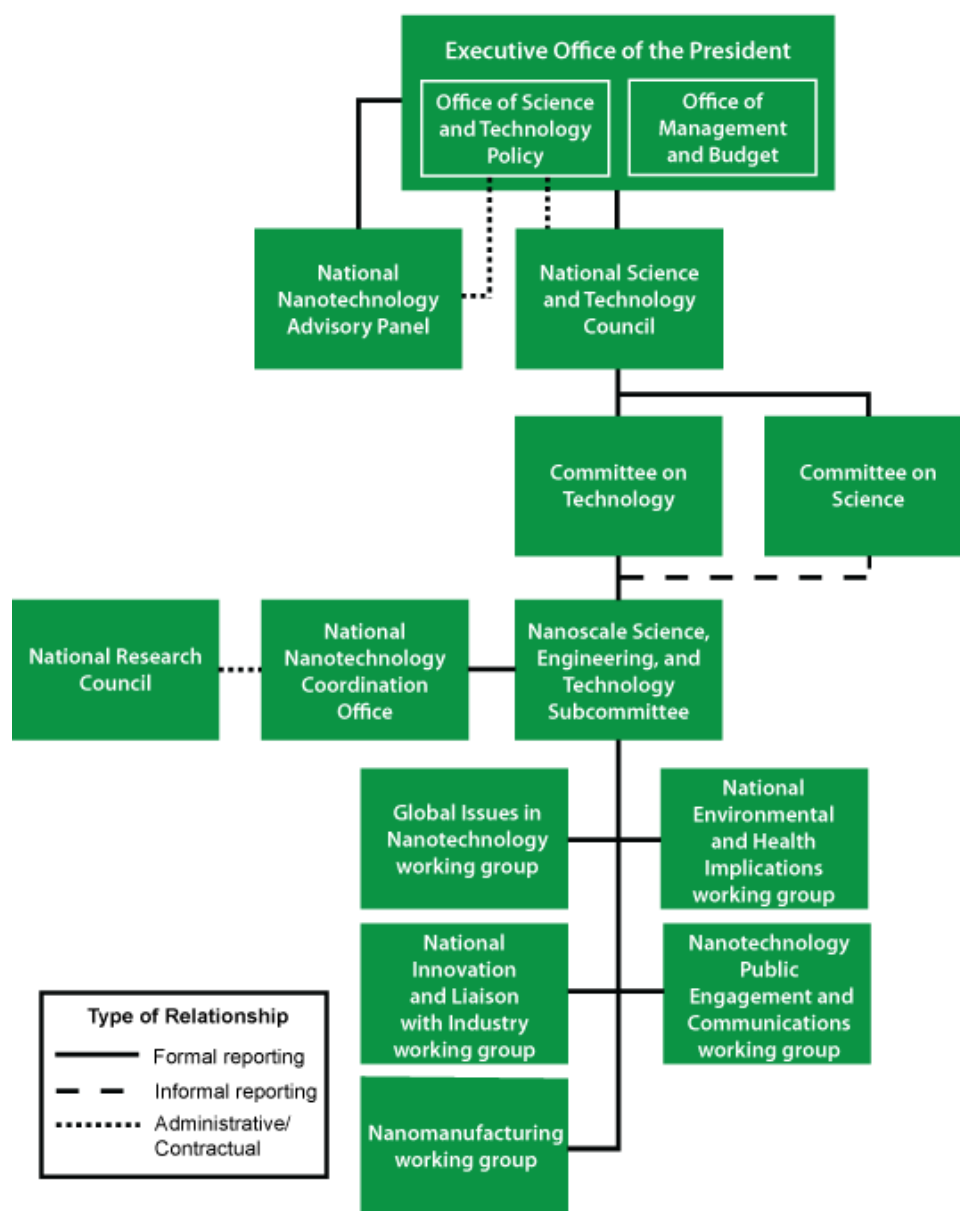 Executive Office of the President
Office of Science
and Technology
Policy
Office of
Management
and Budget
National
Nanotechnology
Advisory Panel
National Science
and Technology
Council
Committee on
Technology
Committee on
Science
National Research
Council
National
Nanotechnology
Coordination
Office
Nanoscale Science,
Engineering, and
Technology
Subcommittee
Global Issues in
Nanotechnology
working group
National
Environmental
and Health
Implications
working group
National
Innovation
and Liaison
with Industry
working group
Nanotechnology
Public
Engagement and
Communications
working group
Nanomanufacturing
working group
Type of Relationship
Formal reporting
Informal reporting
Administrative/
Contractual